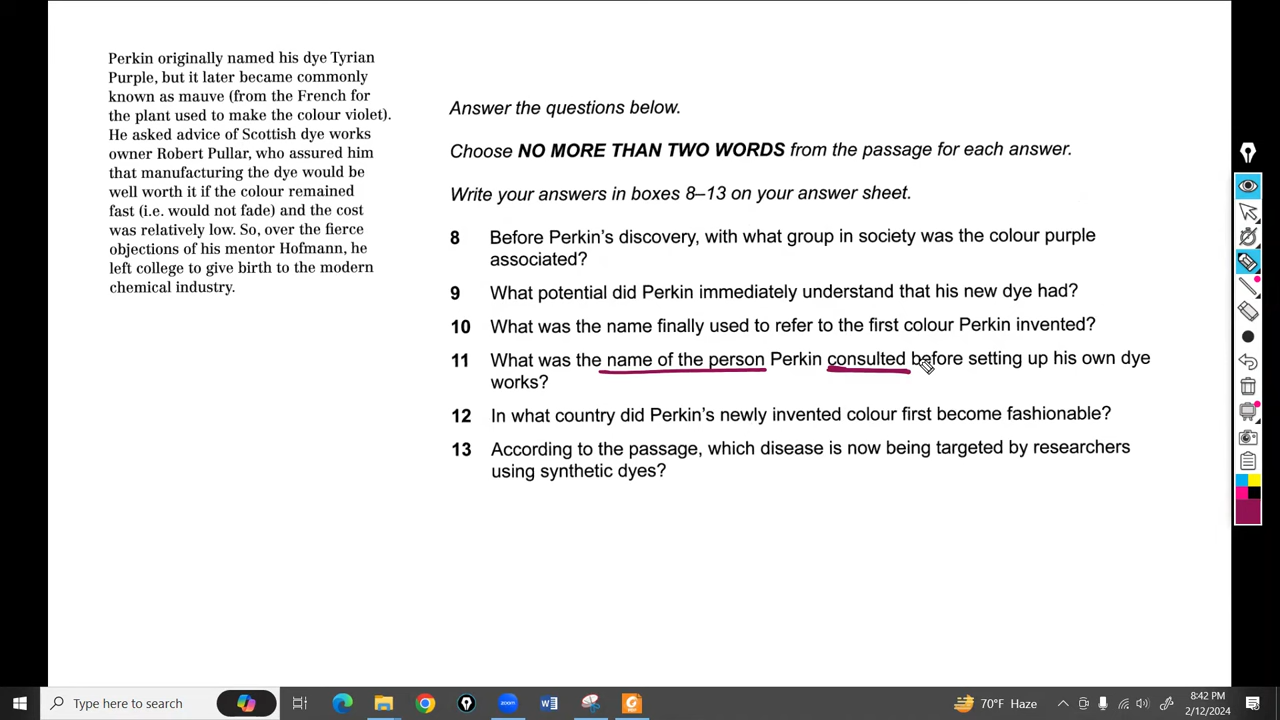 Perkin originally named his dye Tyrian
Purple, but it later became commonly
known as mauve (from the French for
the plant used to make the colour violet).
He asked advice of Scottish dye works
owner Robert Pullar, who assured him
that manufacturing the dye would be
well worth it if the colour remained
fast (i.e. would not fade) and the cost
was relatively low. So, over the fierce
objections of his mentor Hofmann, he
left college to give birth to the modern
chemical industry.
Answer the questions below.
Choose NO MORE THAN TWO WORDS from the passage for each answer.
Write your answers in boxes 8–13 on your answer sheet.
8 Before Perkin's discovery, with what group in society was the colour purple
associated?
9 What potential did Perkin immediately understand that his new dye had?
10 What was the name finally used to refer to the first colour Perkin invented?
11 What was the name of the person Perkin consulted before setting up his own dye
works?
12 In what country did Perkin's newly invented colour first become fashionable?
13 According to the passage, which disease is now being targeted by researchers
using synthetic dyes?
Type here to search
zoom
70°F Haze
8:42 PM
2/12/2024